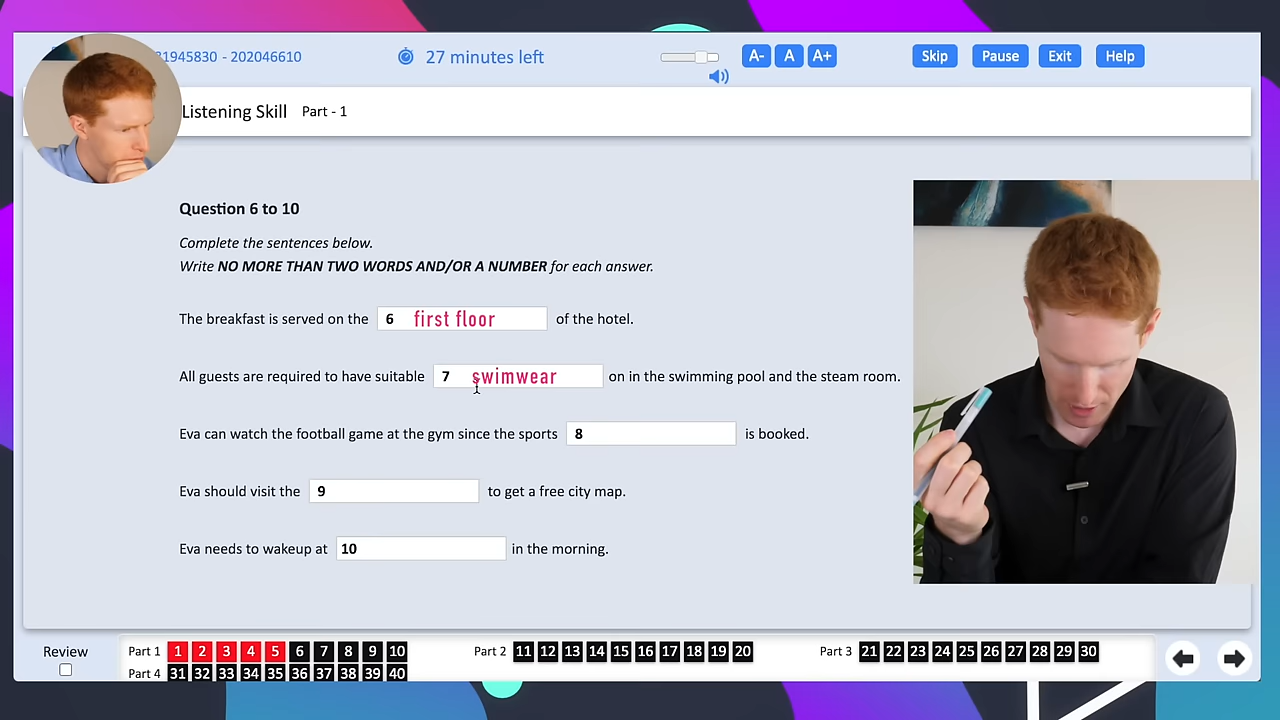 31945830 - 202046610
27 minutes left
A- A A+
Skip Pause Exit Help
Listening Skill Part - 1
Question 6 to 10
Complete the sentences below.
Write NO MORE THAN TWO WORDS AND/OR A NUMBER for each answer.
The breakfast is served on the 6 first floor of the hotel.
All guests are required to have suitable 7 swimwear on in the swimming pool and the steam room.
Eva can watch the football game at the gym since the sports 8 is booked.
Eva should visit the 9 to get a free city map.
Eva needs to wakeup at 10 in the morning.
Review Part 1 1 2 3 4 5 6 7 8 9 10 Part 2 11 12 13 14 15 16 17 18 19 20 Part 3 21 22 23 24 25 26 27 28 29 30
Part 4 31 32 33 34 35 36 37 38 39 40